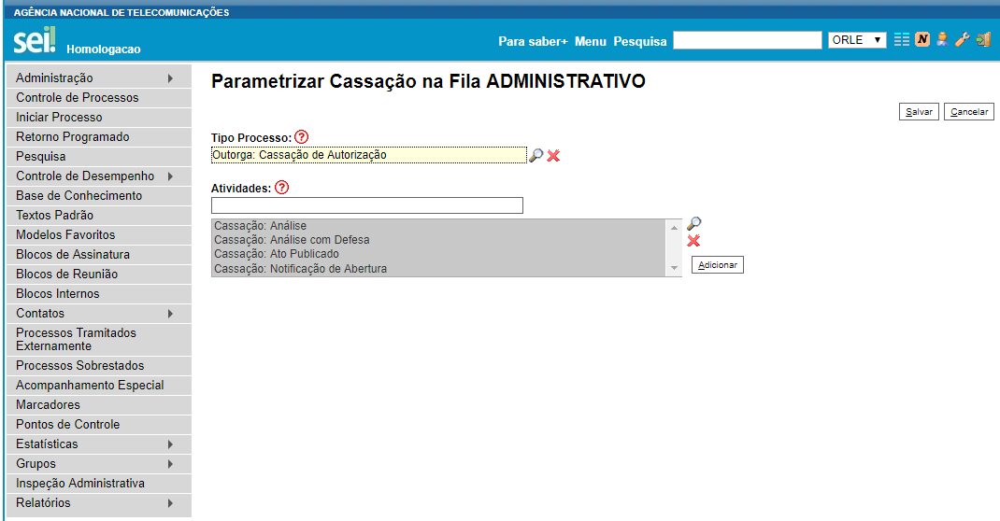 AGÊNCIA NACIONAL DE TELECOMUNICAÇÕES
sei! Homologacao
Para saber+ Menu Pesquisa ORLE N
Administração
Controle de Processos
Iniciar Processo
Retorno Programado
Pesquisa
Controle de Desempenho
Base de Conhecimento
Textos Padrão
Modelos Favoritos
Blocos de Assinatura
Blocos de Reunião
Blocos Internos
Contatos
Processos Tramitados
Externamente
Processos Sobrestados
Acompanhamento Especial
Marcadores
Pontos de Controle
Estatísticas
Grupos
Inspeção Administrativa
Relatórios
Parametrizar Cassação na Fila ADMINISTRATIVO
Salvar Cancelar
Tipo Processo: ?
Outorga: Cassação de Autorização
Atividades: ?
Cassação: Análise
Cassação: Análise com Defesa
Cassação: Ato Publicado
Cassação: Notificação de Abertura
Adicionar